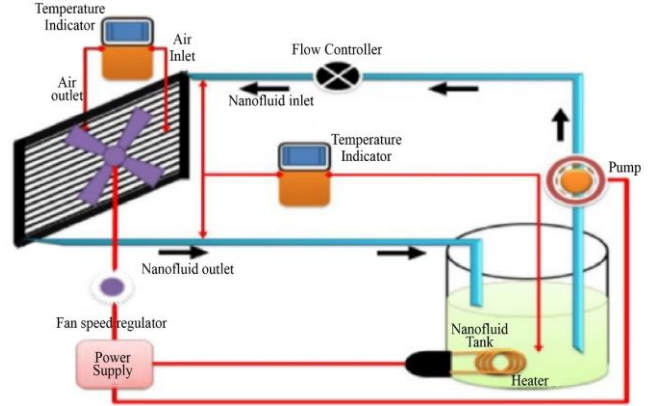 Temperature
Indicator
Air
Inlet
Air
outlet
Flow Controller
Nanofluid inlet
Temperature
Indicator
Pump
Nanofluid outlet
Fan speed regulator
Nanofluid
Tank
Power
Supply
Heater